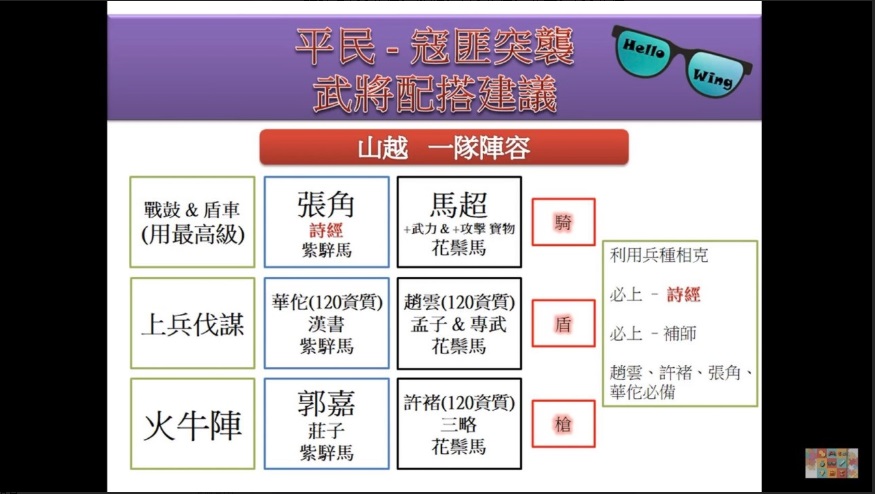 平民 - 寇匪突襲
武將配搭建議
Hello
Wing
山越 一隊陣容
戰鼓 & 盾車
(用最高級)
張角
詩經
紫騂馬
馬超
+武力 & +攻擊 寶物
花鬃馬
騎
上兵伐謀
華佗(120資質)
漢書
紫騂馬
趙雲(120資質)
孟子 & 專武
花鬃馬
盾
火牛陣
郭嘉
莊子
紫騂馬
許褚(120資質)
三略
花鬃馬
槍
利用兵種相克
必上 - 詩經
必上 - 補師
趙雲、許褚、張角、
華佗必備